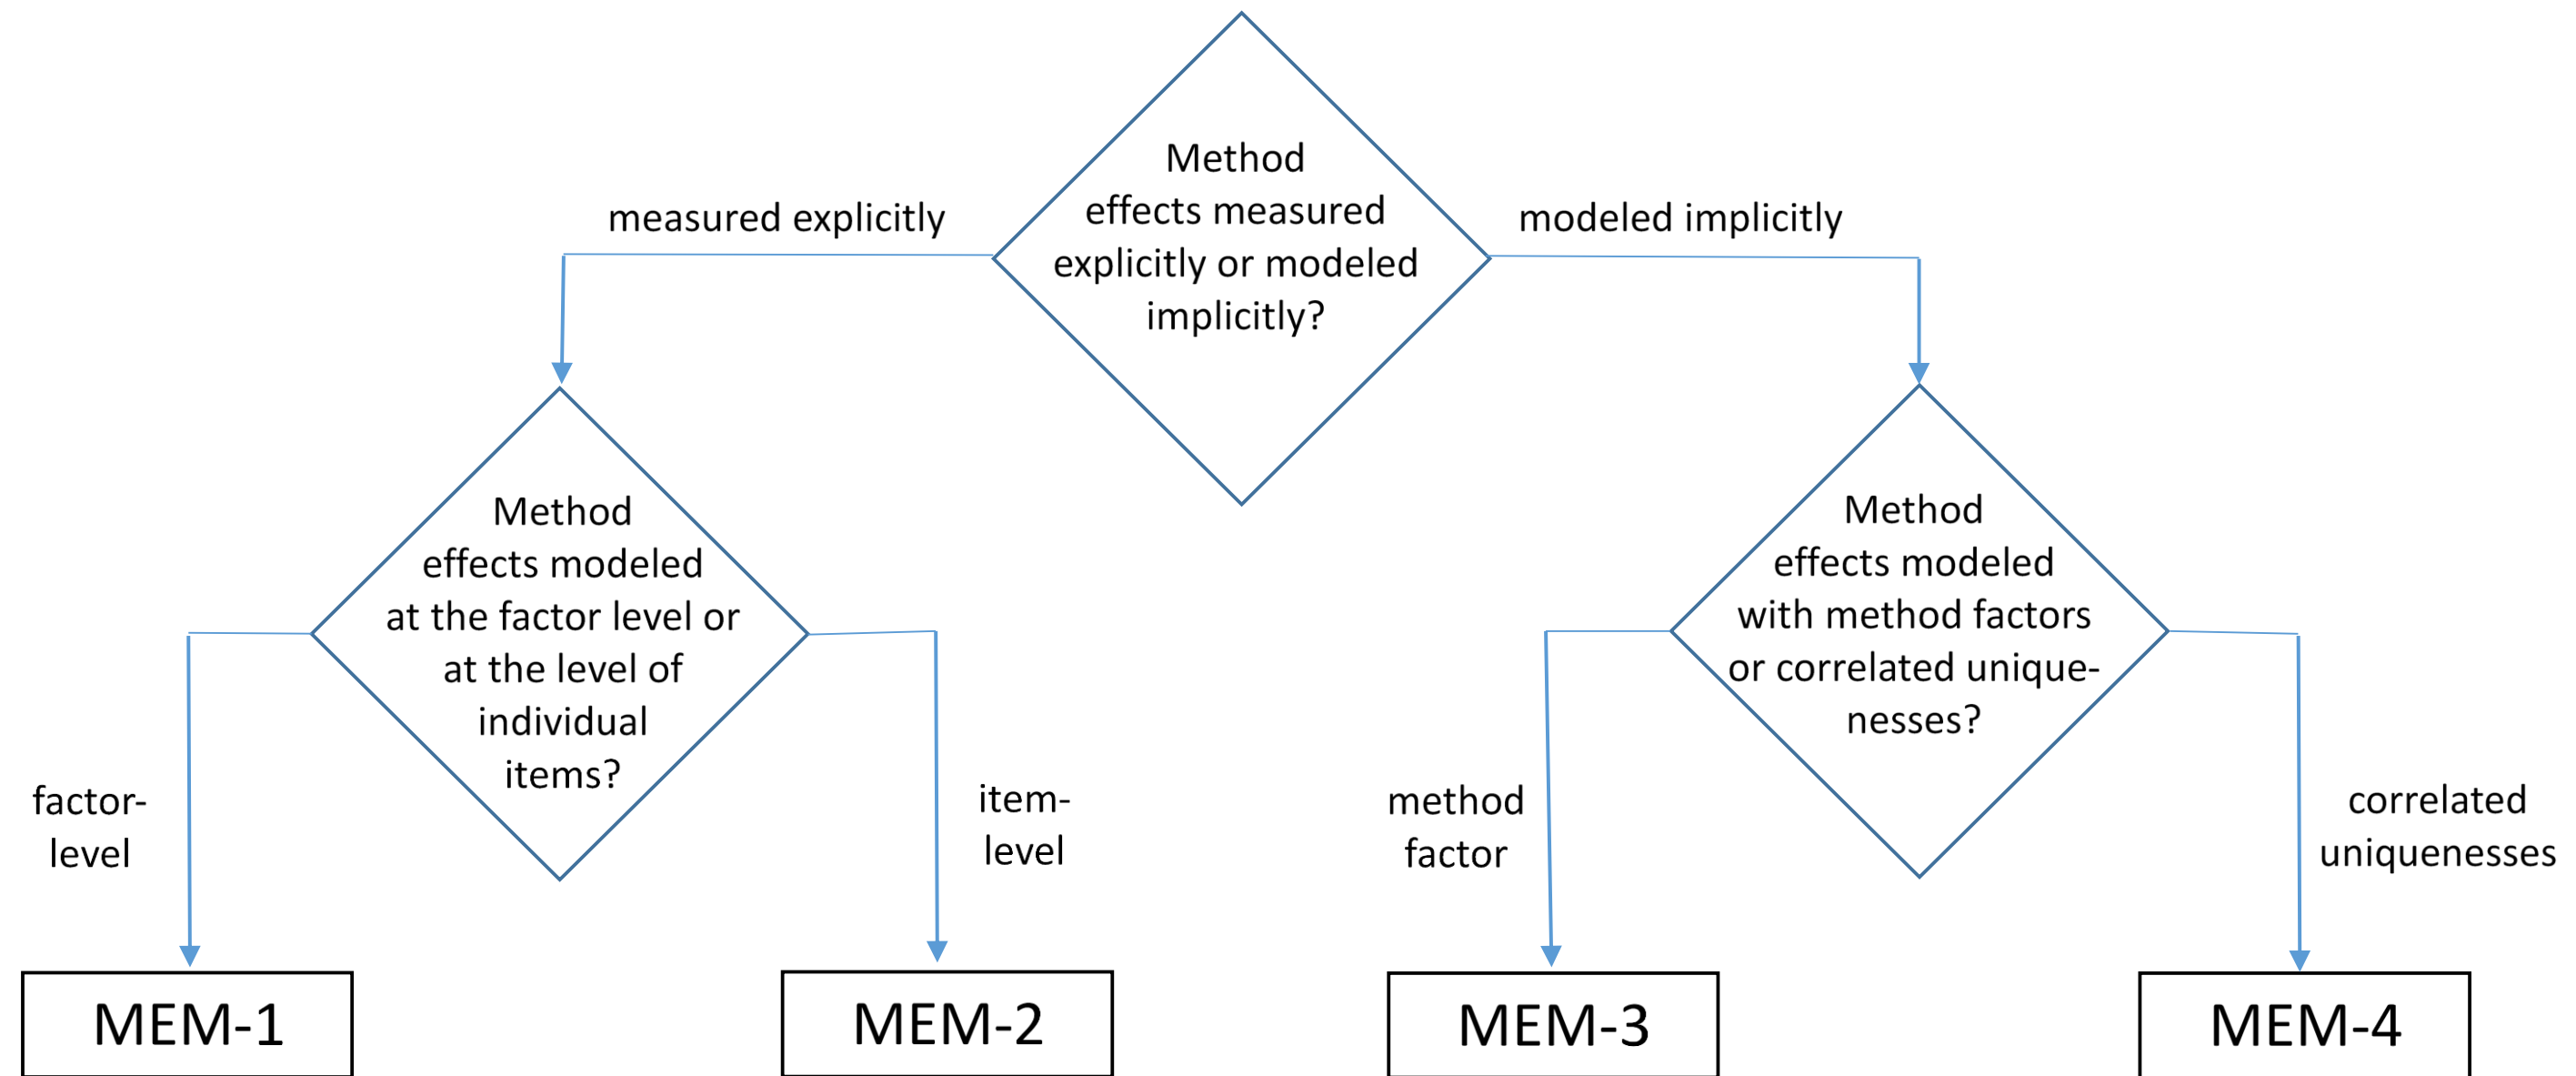 Method
effects measured
explicitly or modeled
implicitly?
measured explicitly
modeled implicitly
Method
effects modeled
at the factor level or
at the level of
individual
items?
Method
effects modeled
with method factors
or correlated unique-
nesses?
factor-
level
item-
level
method
factor
correlated
uniquenesses
MEM-1
MEM-2
MEM-3
MEM-4